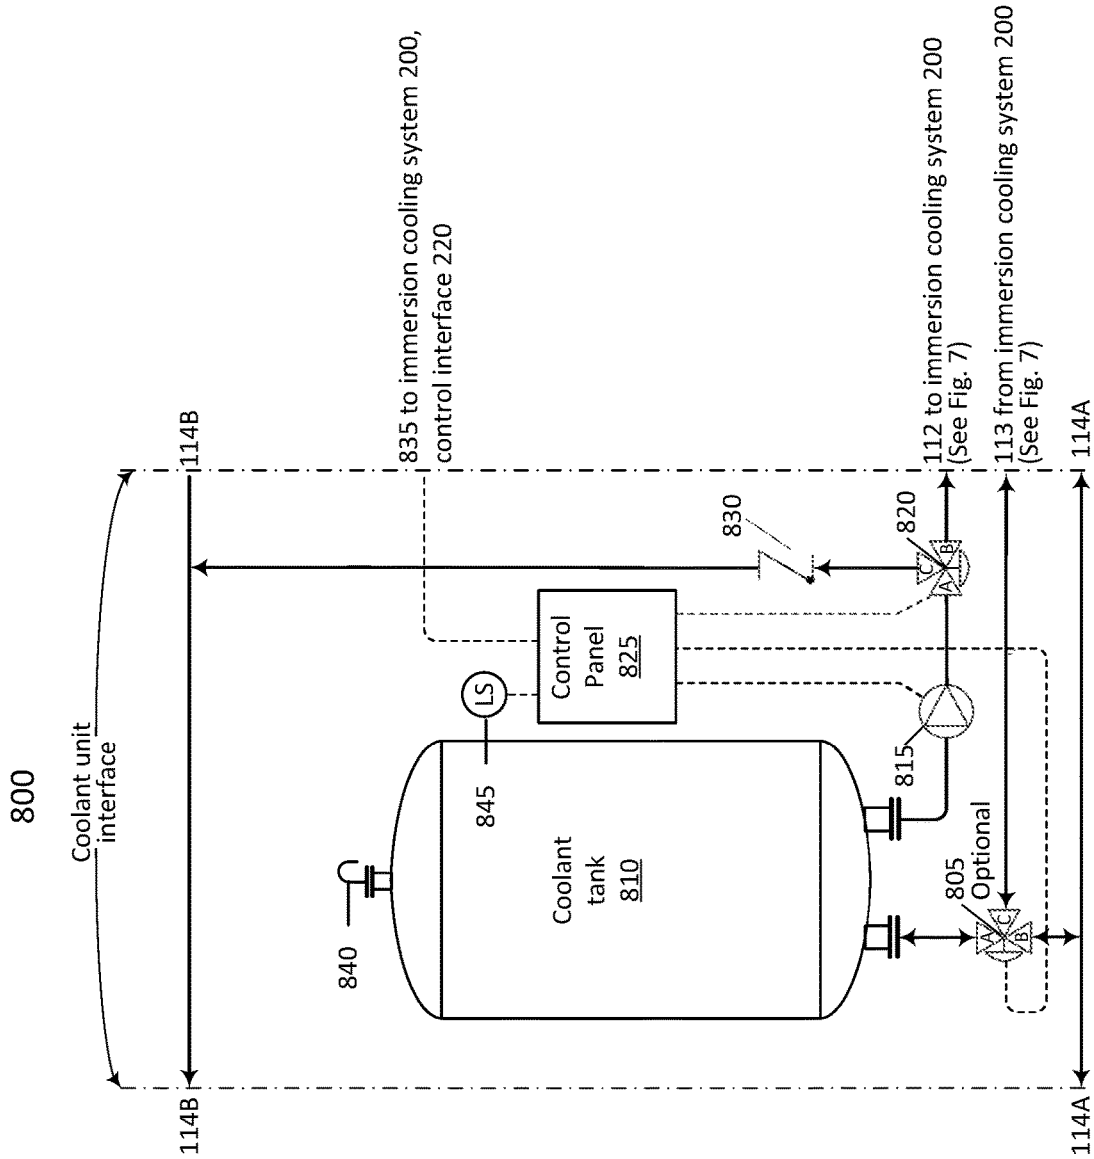 800
Coolant unit
interface
114B
114B
835 to immersion cooling system 200,
control interface 220
840
845
LS
Control
Panel
825
830
Coolant
tank
810
815
820
A
B
C
112 to immersion cooling system 200
(See Fig. 7)
805
Optional
A
B
C
113 from immersion cooling system 200
(See Fig. 7)
114A
114A